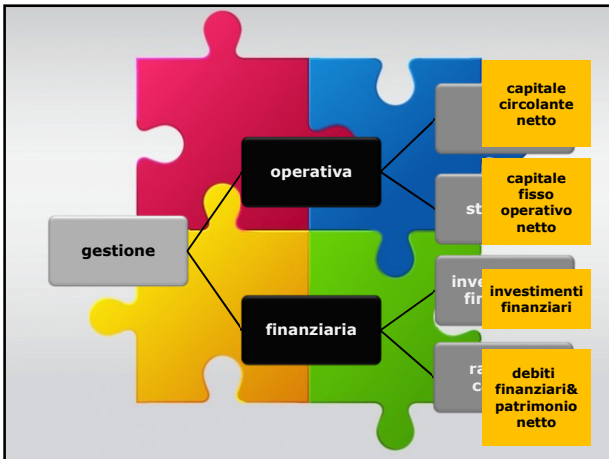 capitale
circolante
netto
operativa
capitale
fisso
operativo
netto
gestione
investimenti
finanziari
finanziaria
debiti
finanziari&
patrimonio
netto